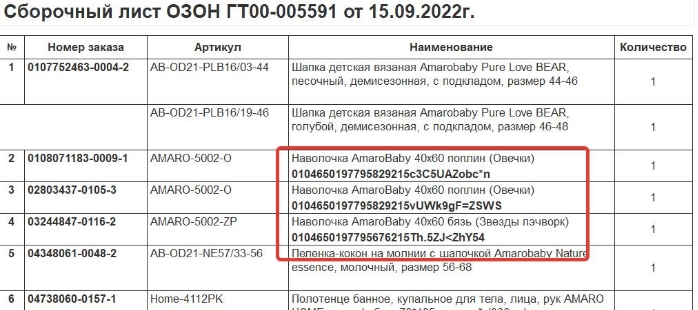 Сборочный лист ОЗОН ГТ00-005591 от 15.09.2022г.
№ Номер заказа Артикул Наименование Количество
1 0107752463-0004-2 AB-OD21-PLB16/03-44 Шапка детская вязаная Amarobaby Pure Love BEAR, 1
песочный, демисезонная, с подкладом, размер 44-46
AB-OD21-PLB16/19-46 Шапка детская вязаная Amarobaby Pure Love BEAR, 1
голубой, демисезонная, с подкладом, размер 46-48
2 0108071183-0009-1 AMARO-5002-O Наволочка AmaroBaby 40х60 поплин (Овечки) 1
0104650197795829215c3C5UAZobc*n
3 02803437-0105-3 AMARO-5002-O Наволочка AmaroBaby 40х60 поплин (Овечки) 1
0104650197795829215vUWk9gF=ZSWS
4 03244847-0116-2 AMARO-5002-ZP Наволочка AmaroBaby 40х60 бязь (Звезды пэчворк) 1
0104650197795676215Th.5ZJ<ZhY54
5 04348061-0048-2 AB-OD21-NE57/33-56 Пеленка-кокон на молнии с шапочкой Amarobaby Nature 1
essence, молочный, размер 56-68
6 04738060-0157-1 Home-4112PK Полотенце банное, купальное для тела, лица, рук AMARO